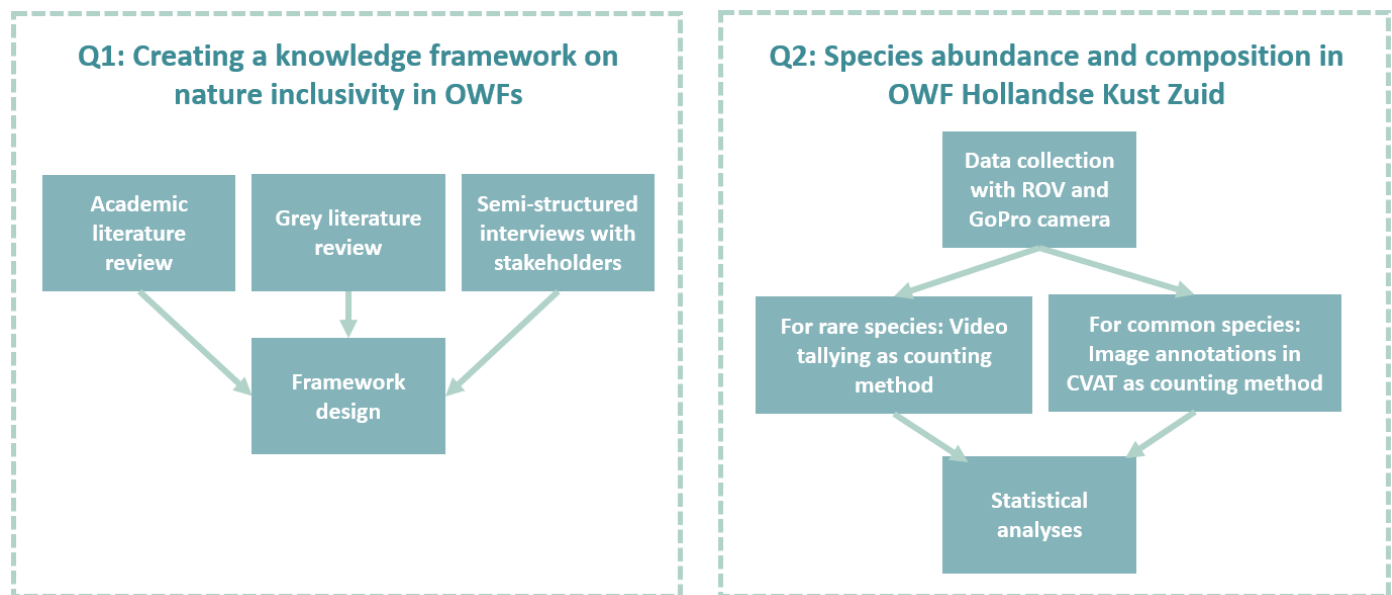 Q1: Creating a knowledge framework on
nature inclusivity in OWFs
Academic
literature
review
Grey literature
review
Semi-structured
interviews with
stakeholders
Framework
design
Q2: Species abundance and composition in
OWF Hollandse Kust Zuid
Data collection
with ROV and
GoPro camera
For rare species: Video
tallying as counting
method
For common species:
Image annotations in
CVAT as counting method
Statistical
analyses